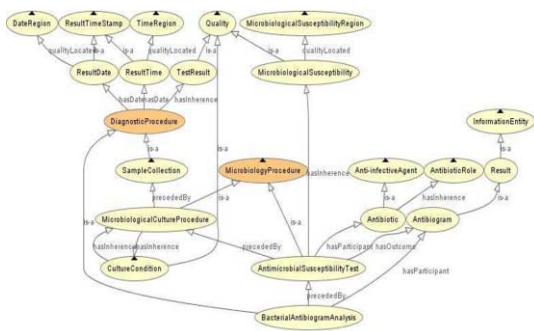 DateRegion ResultTimeStamp TimeRegion Quality MicrobiologicalSusceptibilityRegion
qualityLocated is-a is-a qualityLocated is-a is-a qualityLocated
ResultDate ResultTime TestResult MicrobiologicalSusceptibility
hasDate hasDate hasInherence
DiagnosticProcedure InformationEntity
is-a is-a is-a
SampleCollection MicrobiologyProcedure hasInherence Anti-infectiveAgent AntibioticRole Result
precededBy is-a is-a is-a hasInherence
MicrobiologicalCultureProcedure Antibiotic Antibiogram is-a
is-a hasInherence hasInherence precededBy hasParticipant hasOutcome
CultureCondition AntimicrobialSusceptibilityTest hasParticipant
precededBy
BacterialAntibiogramAnalysis